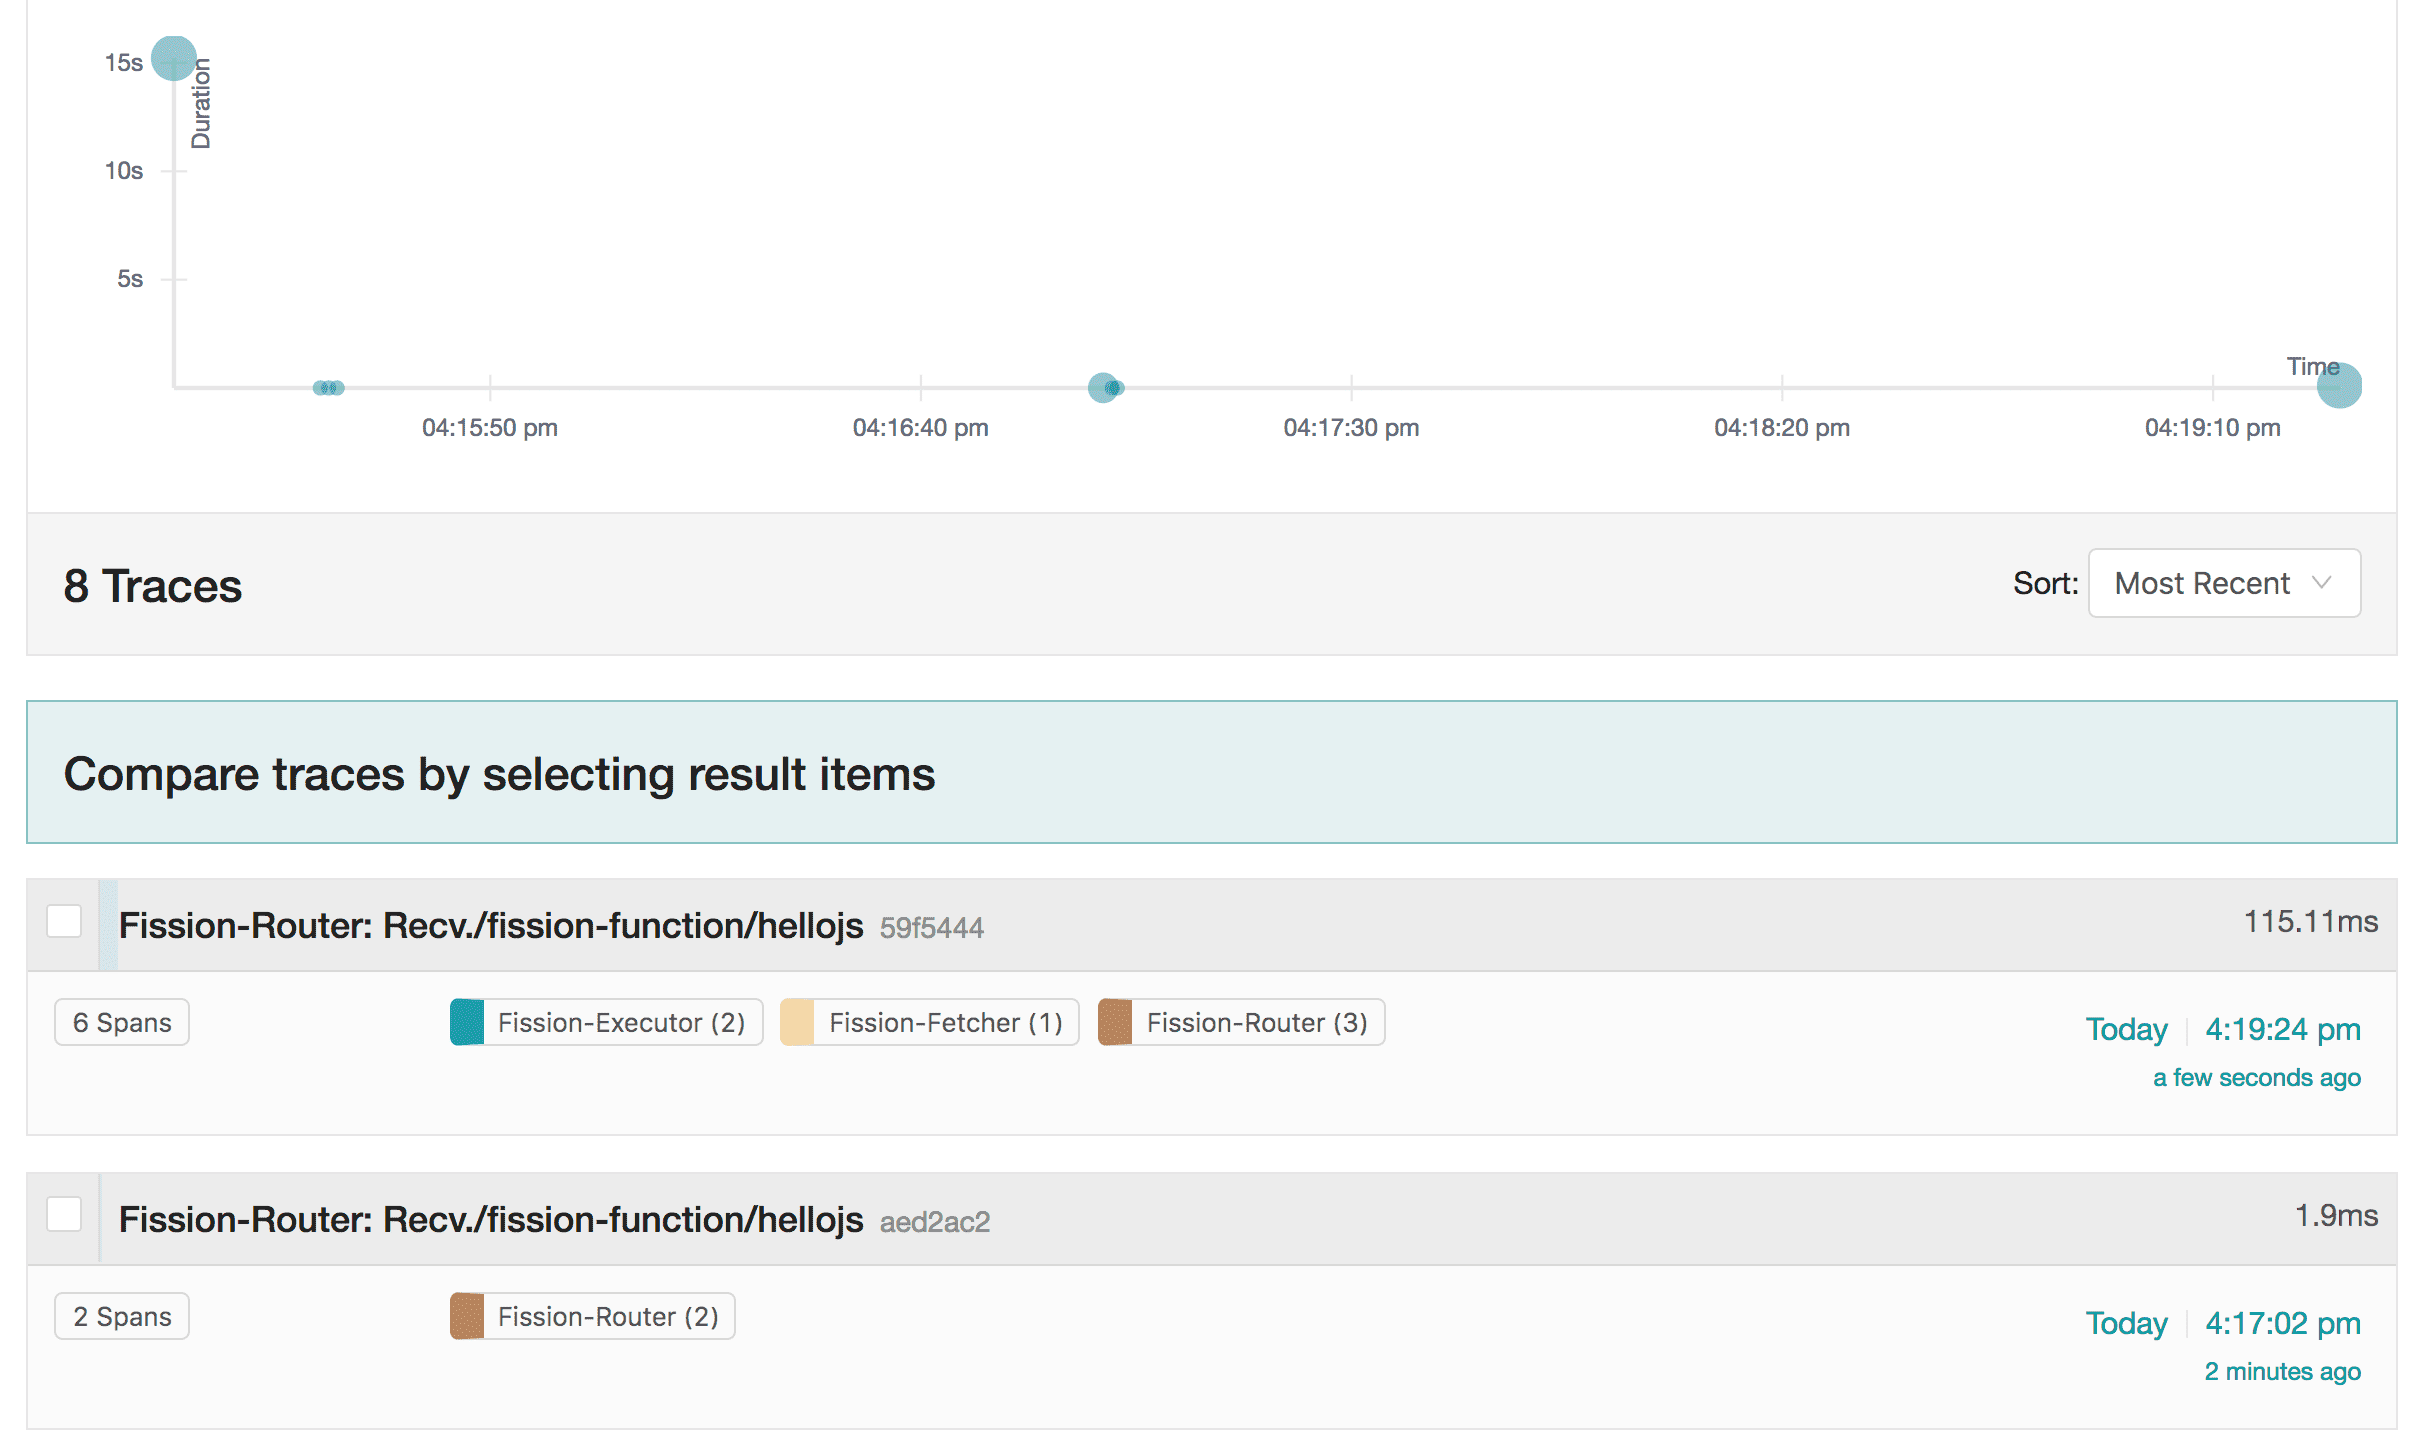 15s
Duration
10s
5s
Time
04:15:50 pm
04:16:40 pm
04:17:30 pm
04:18:20 pm
04:19:10 pm
8 Traces
Sort: Most Recent
Compare traces by selecting result items
Fission-Router: Recv./fission-function/hellojs 59f5444
115.11ms
6 Spans
Fission-Executor (2)
Fission-Fetcher (1)
Fission-Router (3)
Today 4:19:24 pm
a few seconds ago
Fission-Router: Recv./fission-function/hellojs aed2ac2
1.9ms
2 Spans
Fission-Router (2)
Today 4:17:02 pm
2 minutes ago